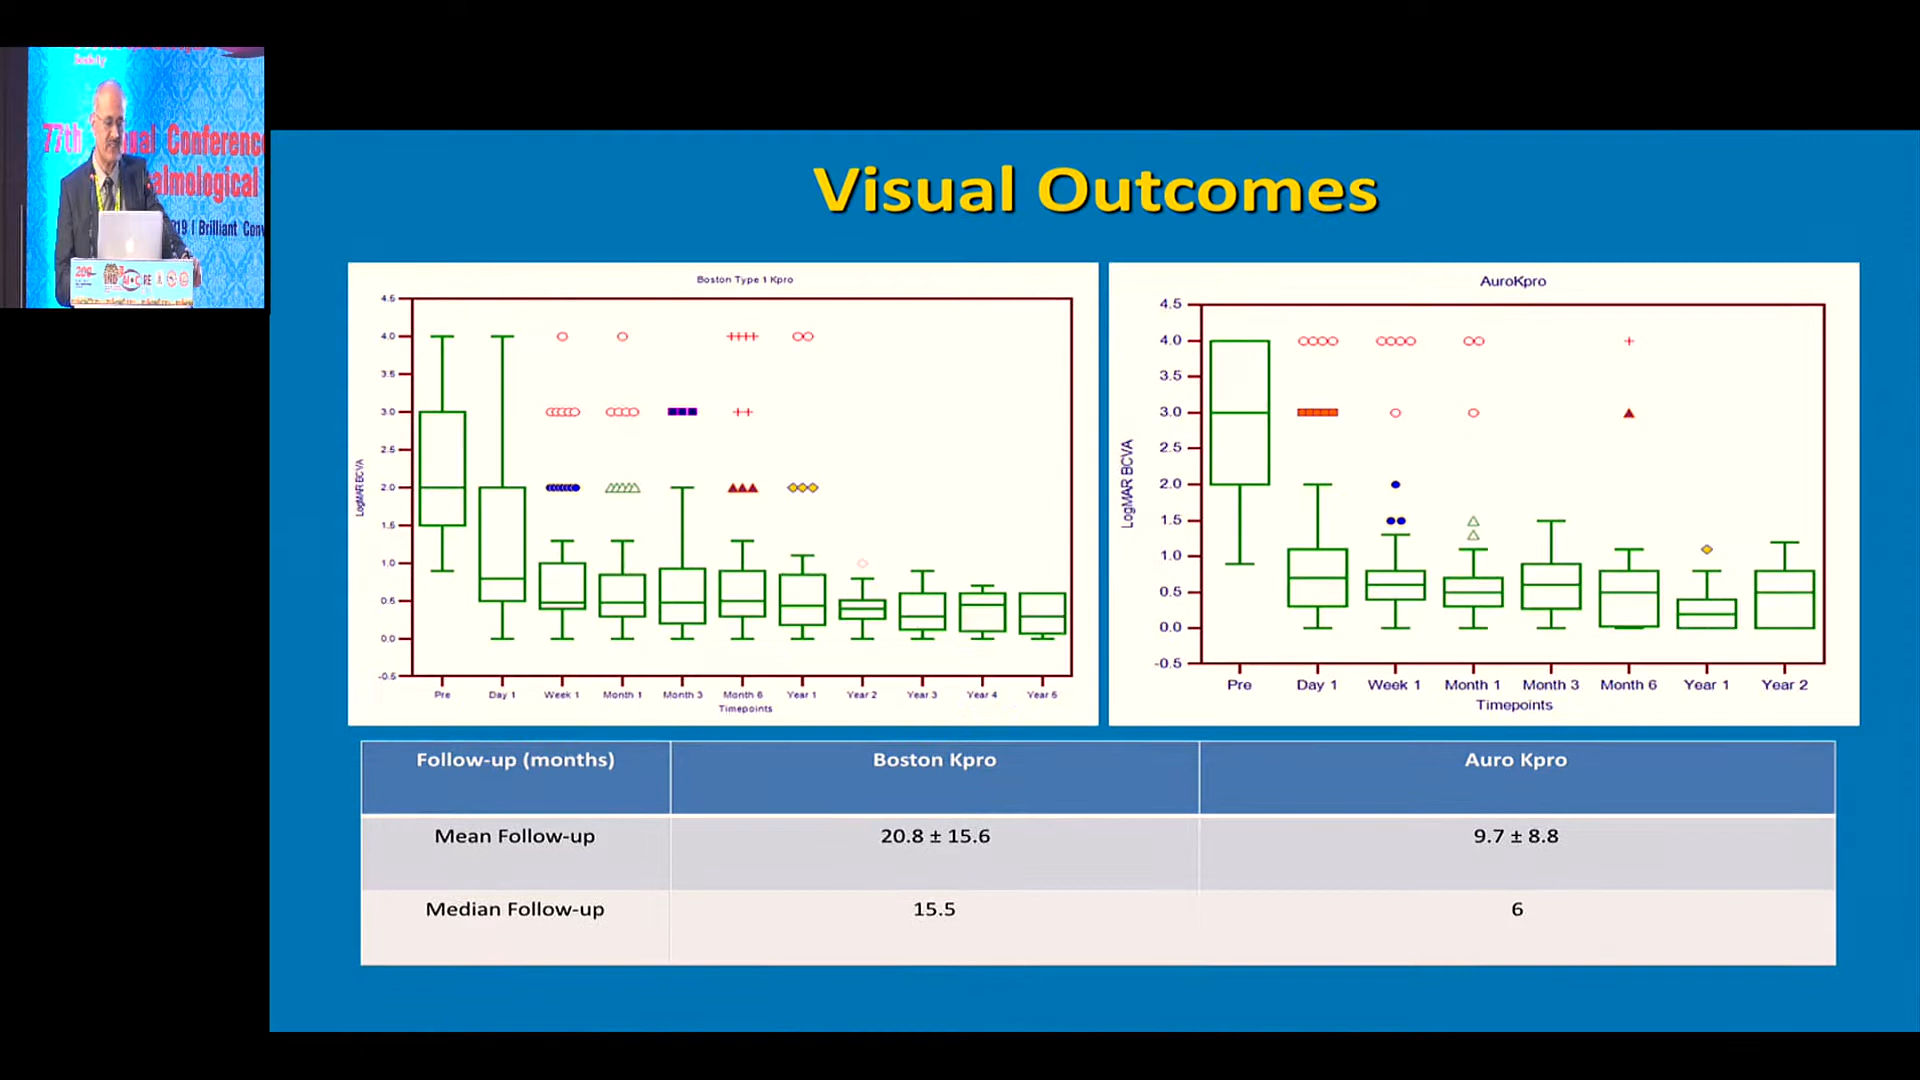 Society
77th Annual Conference
almological
019 | Brilliant Conv
Visual Outcomes
Boston Type 1 Kpro
LogMAR BCVA
4.5
4.0
3.5
3.0
2.5
2.0
1.5
1.0
0.5
0.0
-0.5
Pre Day 1 Week 1 Month 1 Month 3 Month 6 Year 1 Year 2 Year 3 Year 4 Year 5
Timepoints
AuroKpro
LogMAR BCVA
4.5
4.0
3.5
3.0
2.5
2.0
1.5
1.0
0.5
0.0
-0.5
Pre Day 1 Week 1 Month 1 Month 3 Month 6 Year 1 Year 2
Timepoints
Follow-up (months) Boston Kpro Auro Kpro
Mean Follow-up 20.8 ± 15.6 9.7 ± 8.8
Median Follow-up 15.5 6